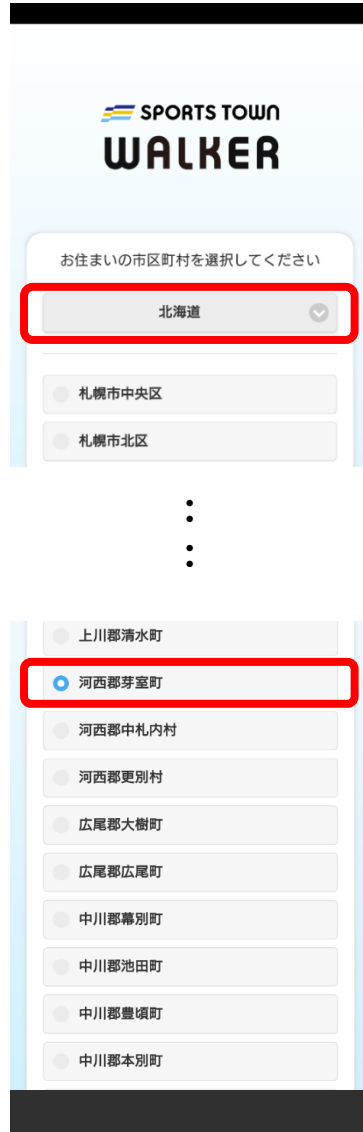 SPORTS TOWN
WALKER
お住まいの市区町村を選択してください
北海道
札幌市中央区
札幌市北区
上川郡清水町
河西郡芽室町
河西郡中札内村
河西郡更別村
広尾郡大樹町
広尾郡広尾町
中川郡幕別町
中川郡池田町
中川郡豊頃町
中川郡本別町